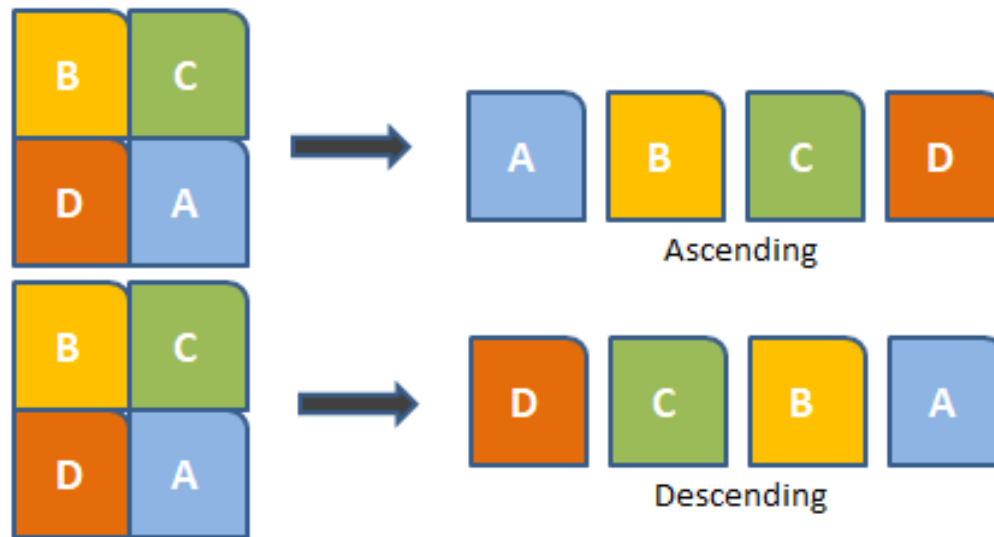 B C
D A
A B C D
Ascending
B C
D A
D C B A
Descending